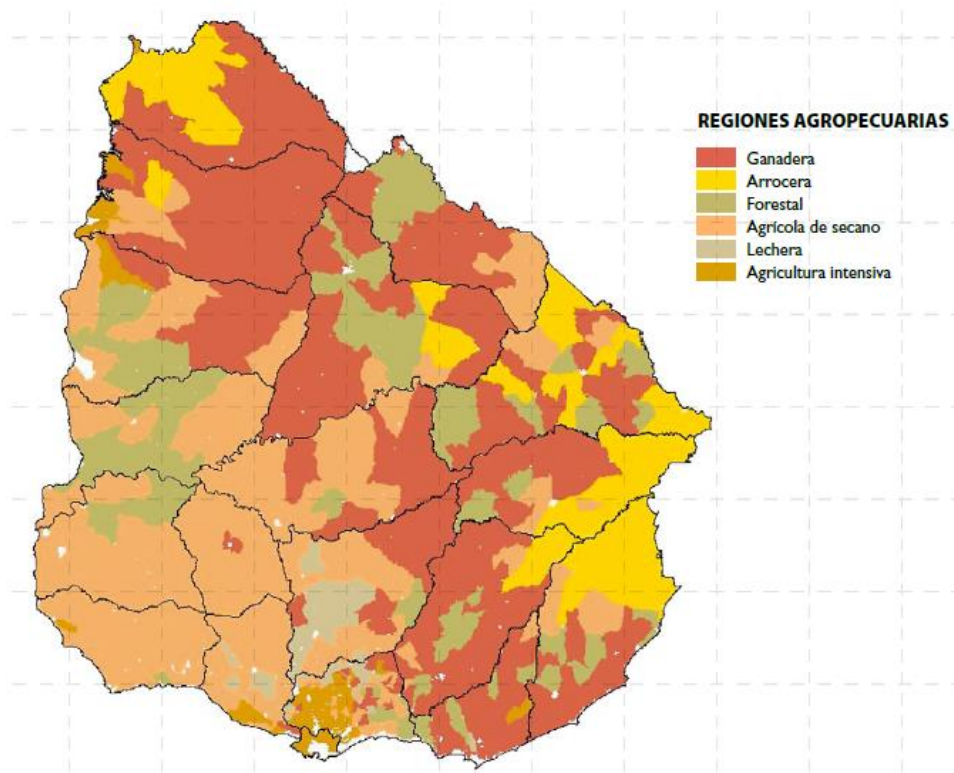 REGIONES AGROPECUARIAS
Ganadera
Arrocera
Forestal
Agrícola de secano
Lechera
Agricultura intensiva